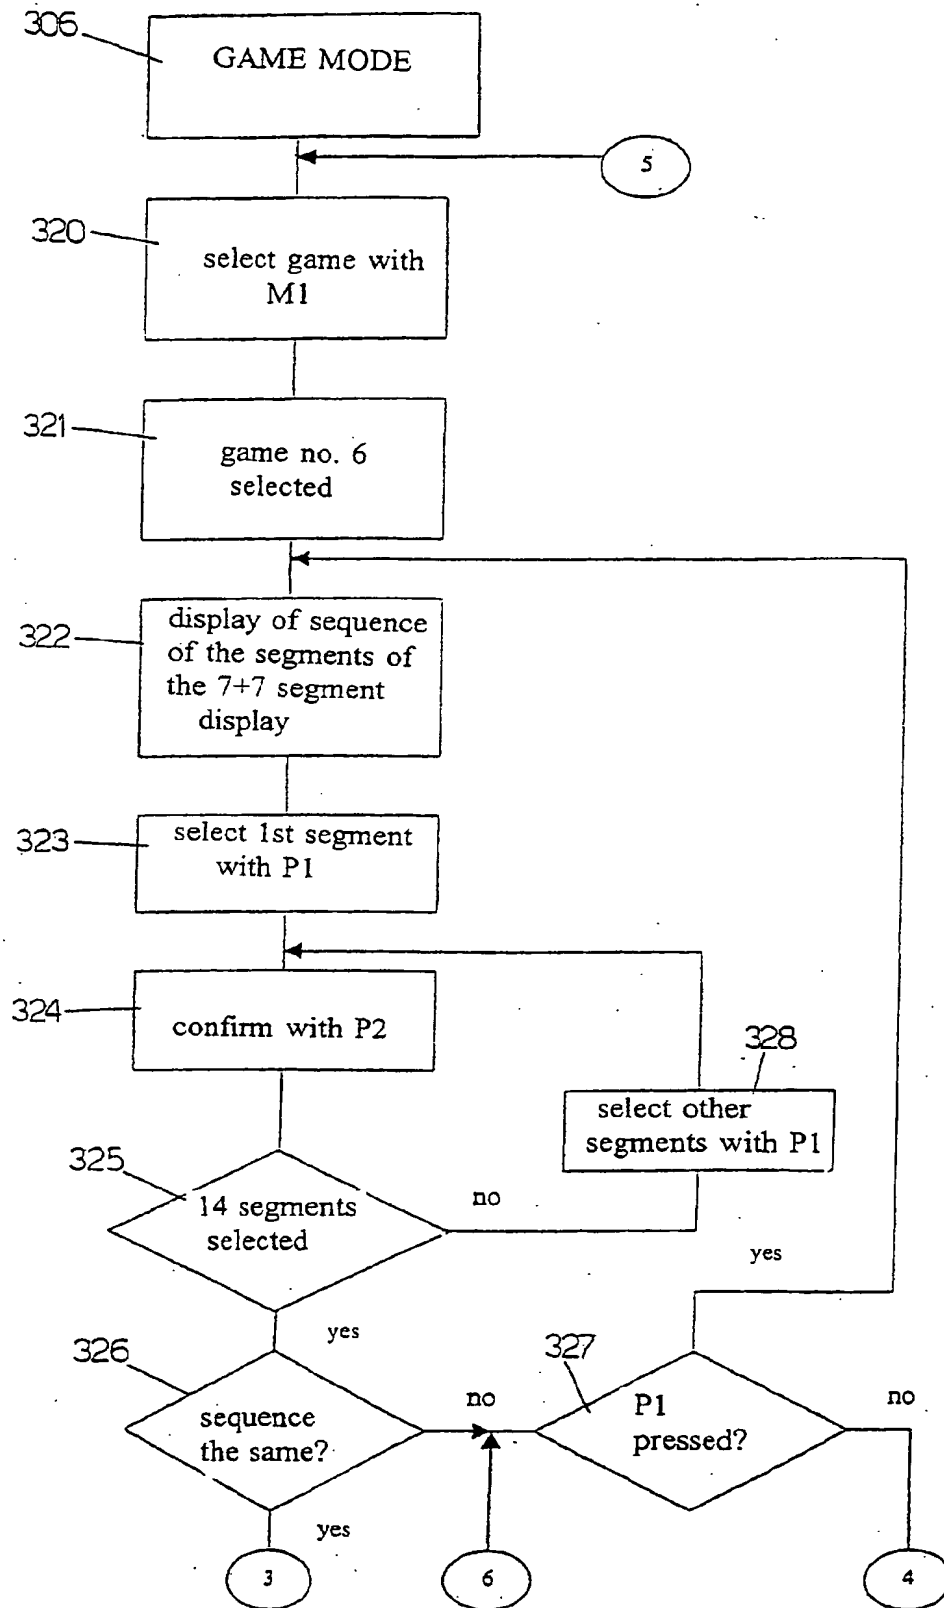 306
GAME MODE
5
320
select game with
M1
321
game no. 6
selected
322
display of sequence
of the segments of
the 7+7 segment
display
323
select 1st segment
with P1
324
confirm with P2
328
select other
segments with P1
325
14 segments
selected
no
yes
yes
326
sequence
the same?
no
327
P1
pressed?
no
yes
3
6
4